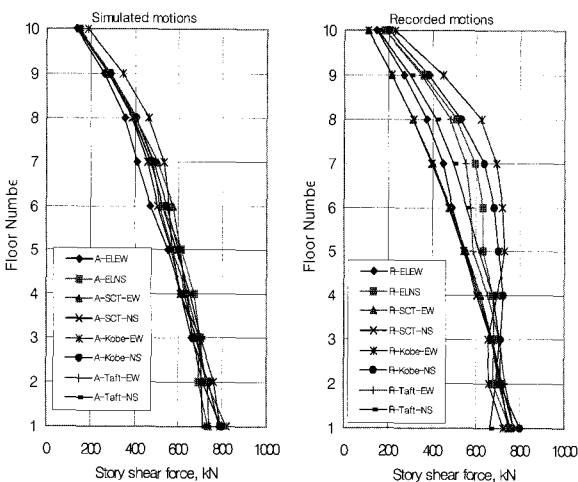 Simulated motions
10
9
8
7
6
5
4
3
2
1
Floor Numbe
A-ELEW
A-ELNS
A-SCT-EW
A-SCT-NS
A-Kobe-EW
A-Kobe-NS
A-Taft-EW
A-Taft-NS
0 200 400 600 800 1000
Story shear force, kN
Recorded motions
10
9
8
7
6
5
4
3
2
1
Floor Numbe
R-ELEW
R-ELNS
R-SCT-EW
R-SCT-NS
R-Kobe-EW
R-Kobe-NS
R-Taft-EW
R-Taft-NS
0 200 400 600 800 1000
Story shear force, kN